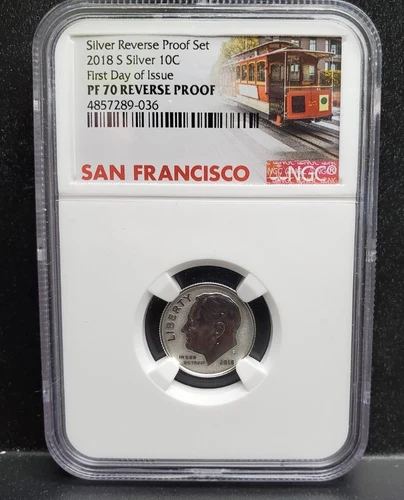 Silver Reverse Proof Set
2018 S Silver 10C
First Day of Issue
PF 70 REVERSE PROOF
4857289-036
SAN FRANCISCO
NGC®
LIBERTY
IN GOD
WE TRUST
2018